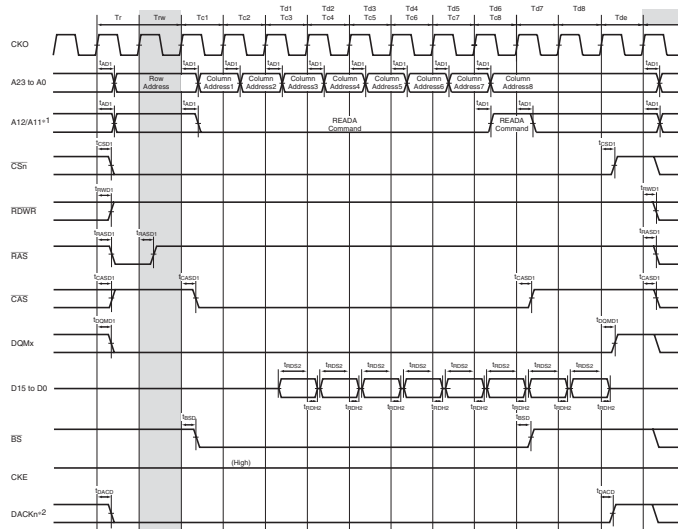 Td1 Td2 Td3 Td4 Td5 Td6
Tr Trw Tc1 Tc2 Tc3 Tc4 Tc5 Tc6 Tc7 Tc8 Td7 Td8 Tde
CKO
tAD1 tAD1 tAD1 tAD1 tAD1 tAD1 tAD1 tAD1 tAD1 tAD1
A23 to A0
Row Address
Column Address1
Column Address2
Column Address3
Column Address4
Column Address5
Column Address6
Column Address7
Column Address8
tAD1 tAD1 tAD1 tAD1 tAD1
A12/A11*1
READA Command
READA Command
tCSD1 tCSD1
CSn
tRWD1 tRWD1
RDWR
tRASD1 tRASD1 tRASD1
RAS
tCASD1 tCASD1 tCASD1 tCASD1
CAS
tDQMD1 tDQMD1
DQMx
tRDS2 tRDS2 tRDS2 tRDS2 tRDS2 tRDS2 tRDS2 tRDS2
D15 to D0
tRDH2 tRDH2 tRDH2 tRDH2 tRDH2 tRDH2 tRDH2 tRDH2
tBSD tBSD
BS
(High)
CKE
tDACD tDACD
DACKn*2